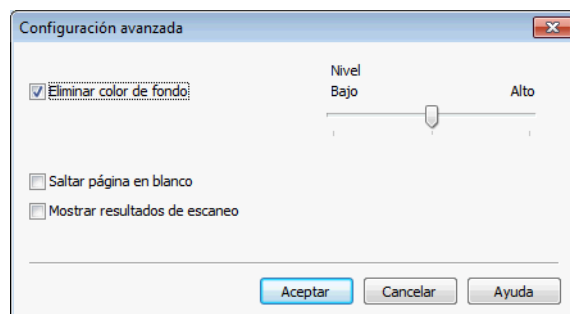 Configuración avanzada
Nivel
Eliminar color de fondo
Bajo Alto
Saltar página en blanco
Mostrar resultados de escaneo
Aceptar Cancelar Ayuda